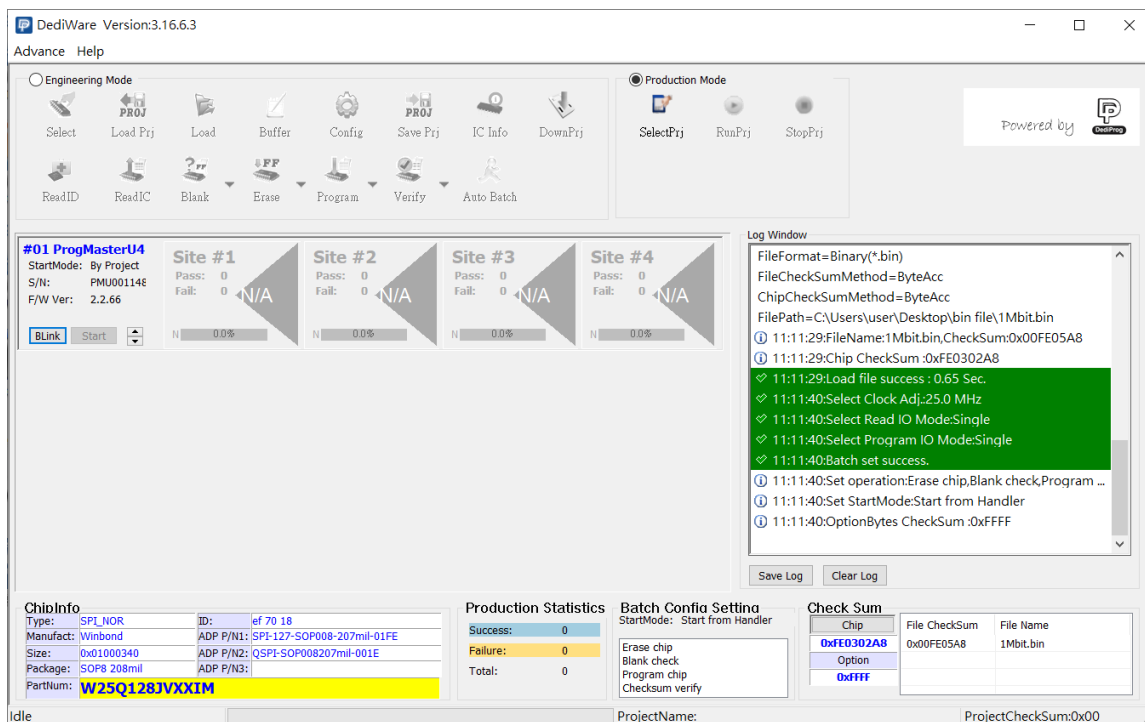 DediWare Version:3.16.6.3
Advance Help
Engineering Mode
Select Load Prj Load Buffer Config Save Prj IC Info DownPrj
ReadID ReadIC Blank Erase Program Verify Auto Batch
Production Mode
SelectPrj RunPrj StopPrj
Powered by DediProg
#01 ProgMasterU4
StartMode: By Project
S/N: PMU001148
F/W Ver: 2.2.66
BLink Start
Site #1
Pass: 0
Fail: 0
N/A
N 0.0%
Site #2
Pass: 0
Fail: 0
N/A
N 0.0%
Site #3
Pass: 0
Fail: 0
N/A
N 0.0%
Site #4
Pass: 0
Fail: 0
N/A
N 0.0%
Log Window
FileFormat=Binary(*.bin)
FileCheckSumMethod=ByteAcc
ChipCheckSumMethod=ByteAcc
FilePath=C:\Users\user\Desktop\bin file\1Mbit.bin
11:11:29:FileName:1Mbit.bin,CheckSum:0x00FE05A8
11:11:29:Chip CheckSum :0xFE0302A8
11:11:29:Load file success : 0.65 Sec.
11:11:40:Select Clock Adj.:25.0 MHz
11:11:40:Select Read IO Mode:Single
11:11:40:Select Program IO Mode:Single
11:11:40:Batch set success.
11:11:40:Set operation:Erase chip,Blank check,Program ...
11:11:40:Set StartMode:Start from Handler
11:11:40:OptionBytes CheckSum :0xFFFF
Save Log Clear Log
ChipInfo
Type: SPI_NOR ID: ef 70 18
Manufact: Winbond ADP P/N1: SPI-127-SOP008-207mil-01FE
Size: 0x01000340 ADP P/N2: QSPI-SOP008207mil-001E
Package: SOP8 208mil ADP P/N3:
PartNum: W25Q128JVXXIM
Production Statistics
Success: 0
Failure: 0
Total: 0
Batch Config Setting
StartMode: Start from Handler
Erase chip
Blank check
Program chip
Checksum verify
Check Sum
Chip
0xFE0302A8
Option
0xFFFF
File CheckSum File Name
0x00FE05A8 1Mbit.bin
Idle ProjectName: ProjectCheckSum:0x00